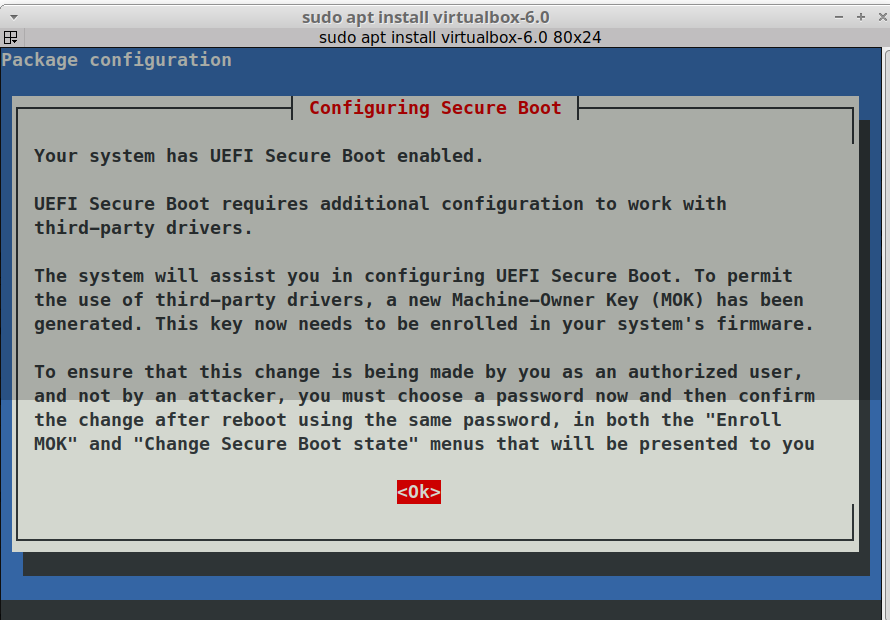 sudo apt install virtualbox-6.0
sudo apt install virtualbox-6.0 80x24
Package configuration
Configuring Secure Boot
Your system has UEFI Secure Boot enabled.
UEFI Secure Boot requires additional configuration to work with
third-party drivers.
The system will assist you in configuring UEFI Secure Boot. To permit
the use of third-party drivers, a new Machine-Owner Key (MOK) has been
generated. This key now needs to be enrolled in your system's firmware.
To ensure that this change is being made by you as an authorized user,
and not by an attacker, you must choose a password now and then confirm
the change after reboot using the same password, in both the "Enroll
MOK" and "Change Secure Boot state" menus that will be presented to you
<Ok>